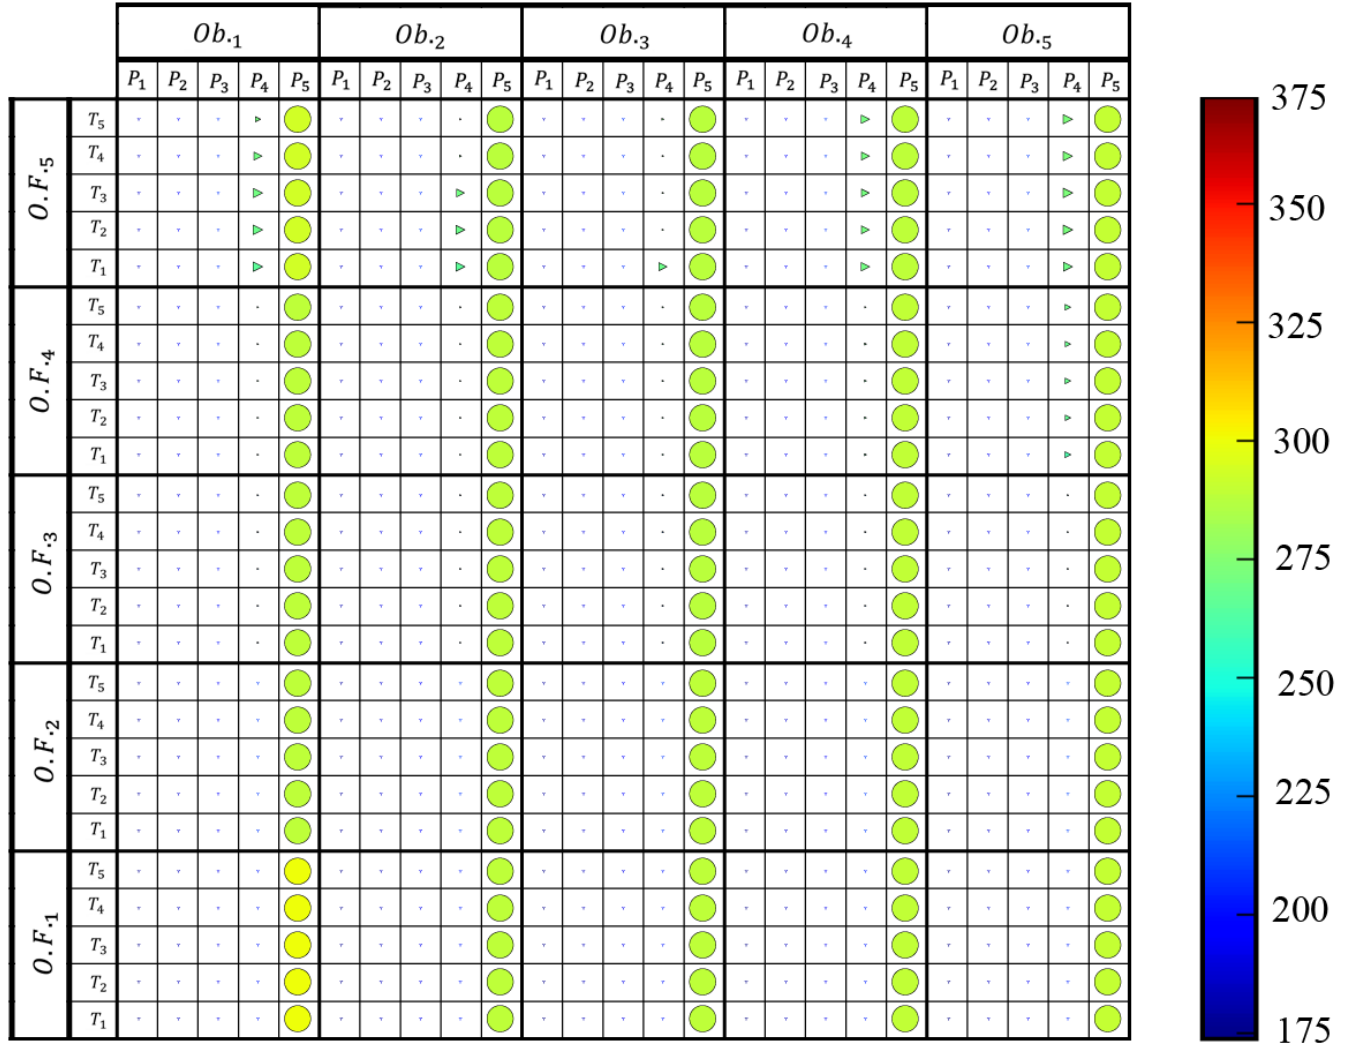 Ob.₁ Ob.₂ Ob.₃ Ob.₄ Ob.₅
P₁ P₂ P₃ P₄ P₅ P₁ P₂ P₃ P₄ P₅ P₁ P₂ P₃ P₄ P₅ P₁ P₂ P₃ P₄ P₅ P₁ P₂ P₃ P₄ P₅
O.F.₅
T₅
T₄
T₃
T₂
T₁
O.F.₄
T₅
T₄
T₃
T₂
T₁
O.F.₃
T₅
T₄
T₃
T₂
T₁
O.F.₂
T₅
T₄
T₃
T₂
T₁
O.F.₁
T₅
T₄
T₃
T₂
T₁
375
350
325
300
275
250
225
200
175